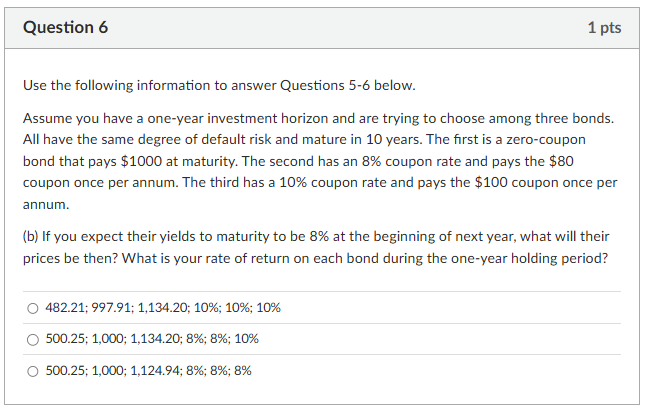 Question 6
1 pts
Use the following information to answer Questions 5-6 below.
Assume you have a one-year investment horizon and are trying to choose among three bonds.
All have the same degree of default risk and mature in 10 years. The first is a zero-coupon
bond that pays $1000 at maturity. The second has an 8% coupon rate and pays the $80
coupon once per annum. The third has a 10% coupon rate and pays the $100 coupon once per
annum.
(b) If you expect their yields to maturity to be 8% at the beginning of next year, what will their
prices be then? What is your rate of return on each bond during the one-year holding period?
482.21; 997.91; 1,134.20; 10%; 10%; 10%
500.25; 1,000; 1,134.20; 8%; 8%; 10%
500.25; 1,000; 1,124.94; 8%; 8%; 8%